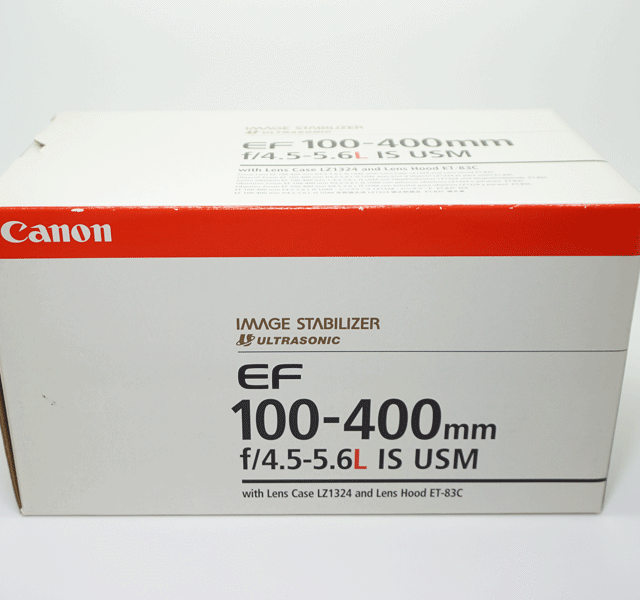 IMAGE STABILIZER
ULTRASONIC
EF 100-400mm
f/4.5-5.6L IS USM
with Lens Case LZ1324 and Lens Hood ET-83C
Canon
IMAGE STABILIZER
ULTRASONIC
EF
100-400mm
f/4.5-5.6L IS USM
with Lens Case LZ1324 and Lens Hood ET-83C